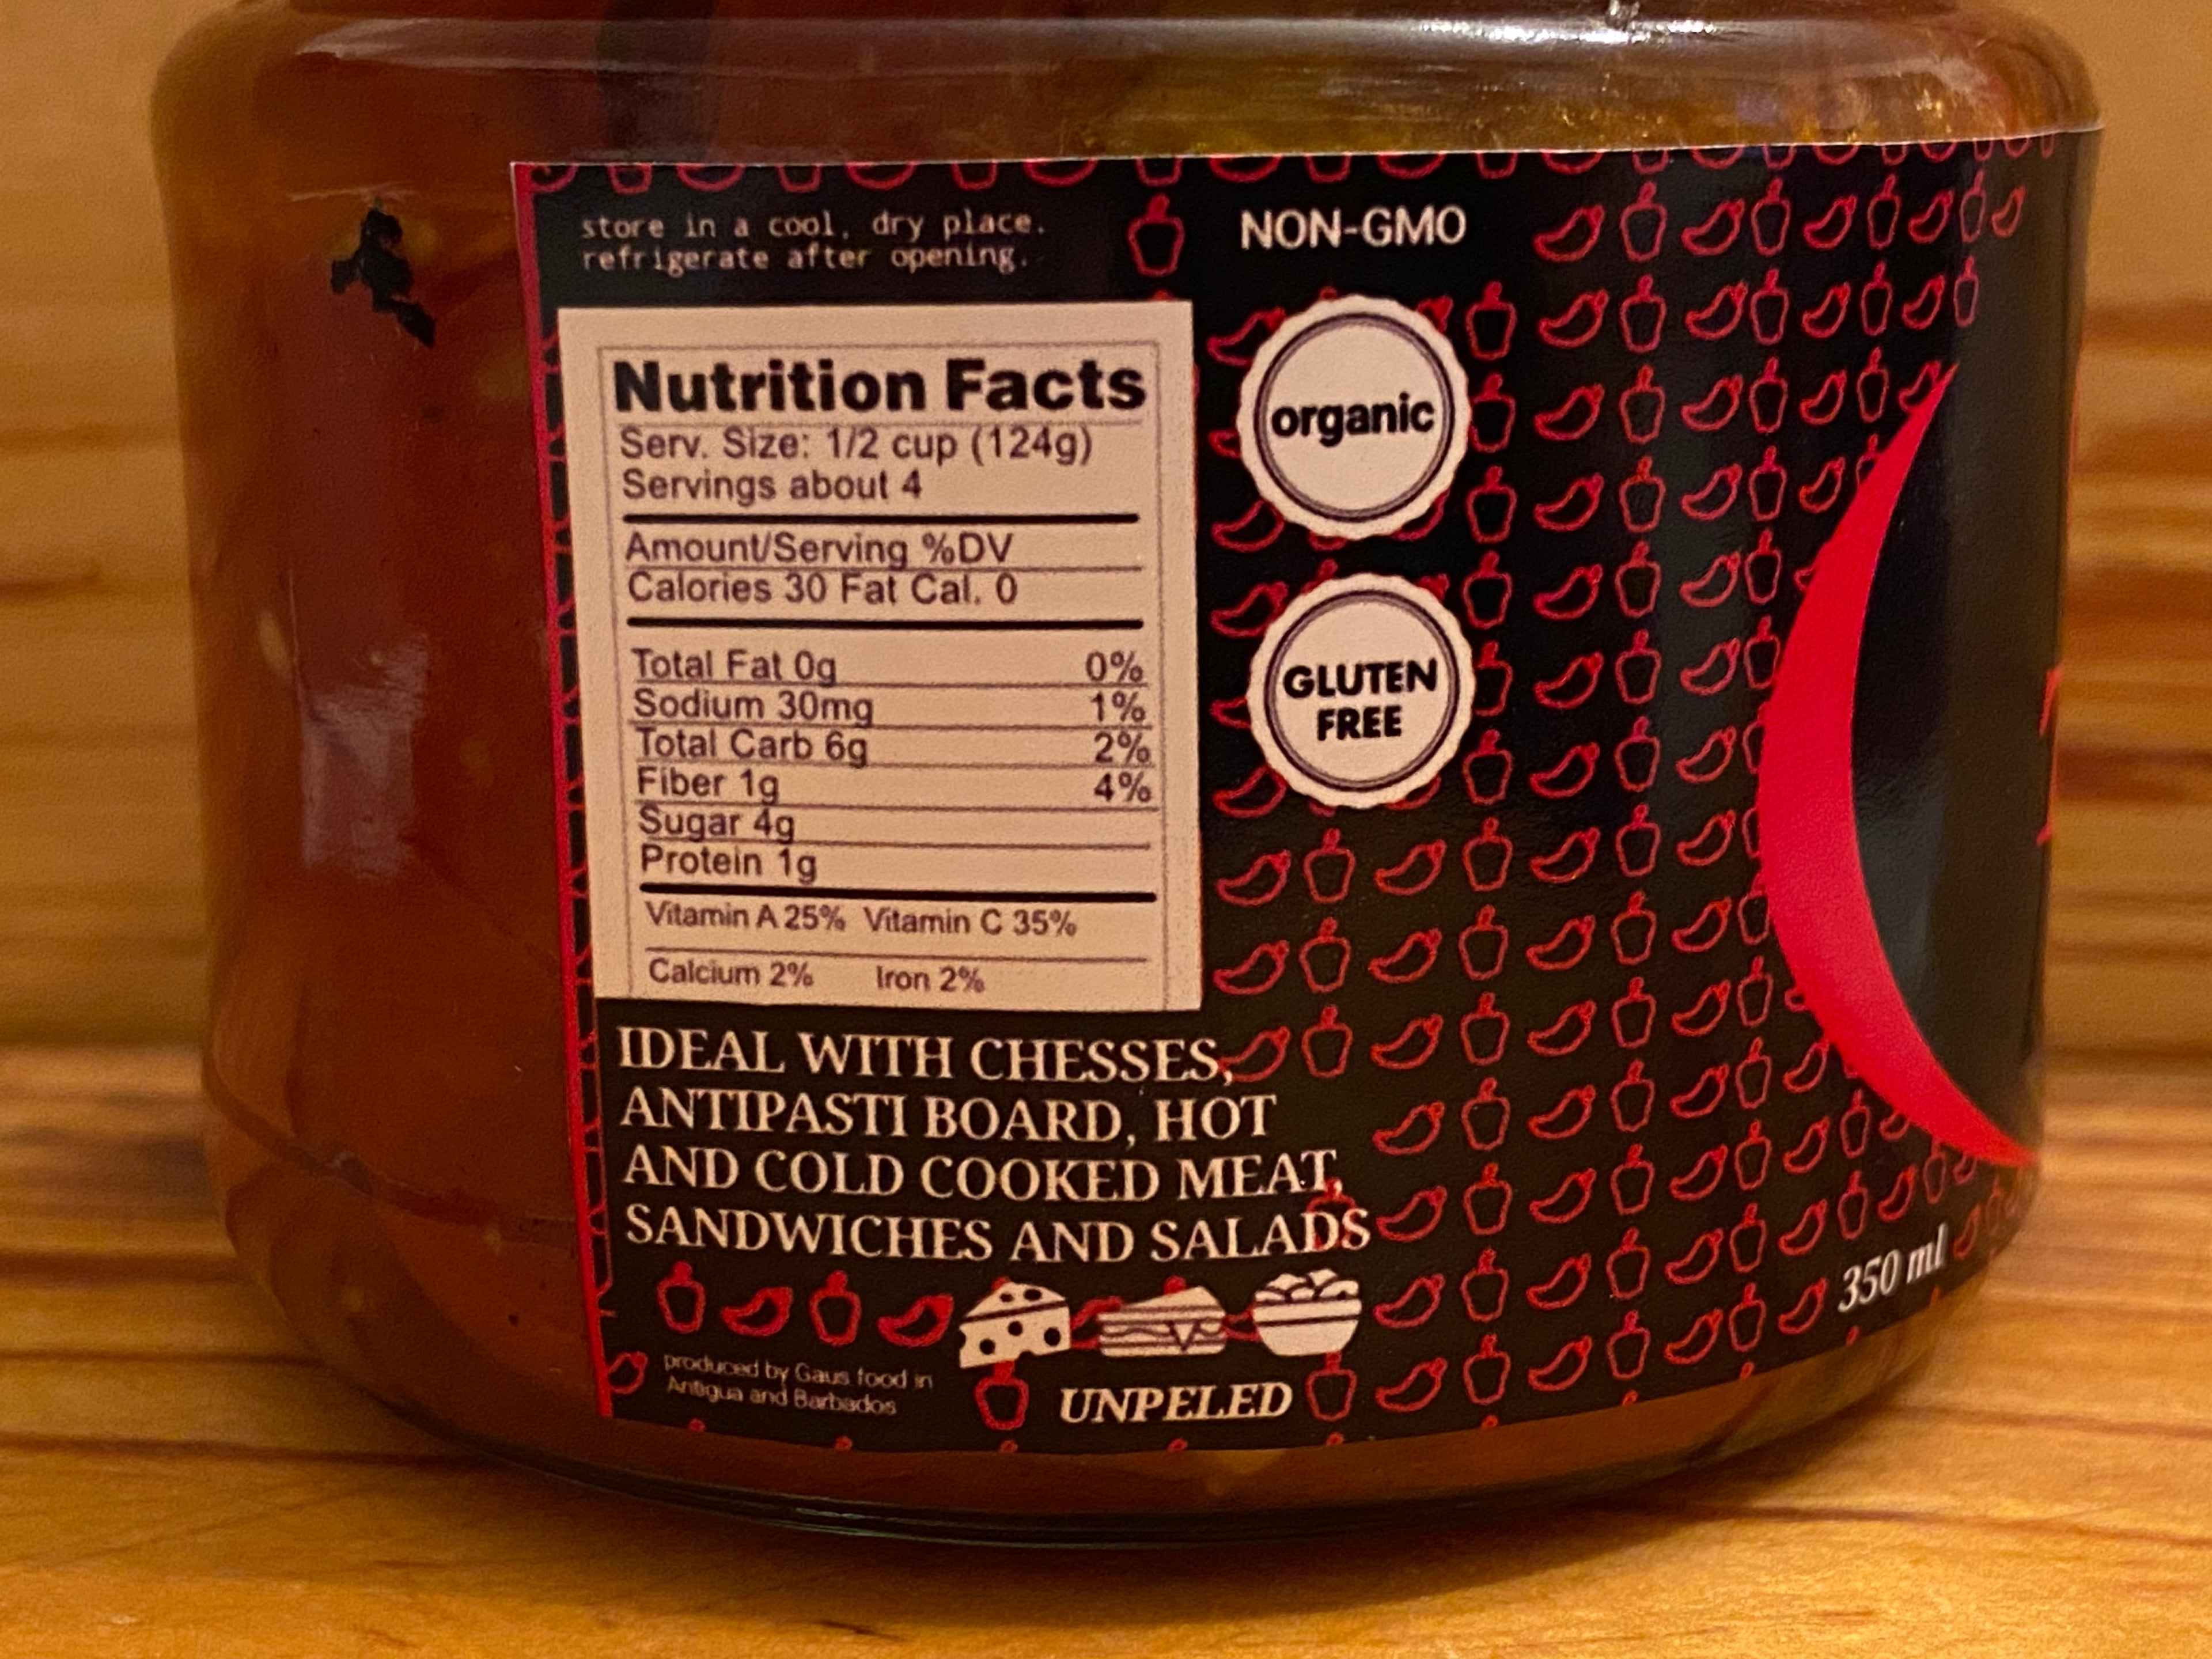 store in a cool, dry place.
refrigerate after opening.
NON-GMO
Nutrition Facts
Serv. Size: 1/2 cup (124g)
Servings about 4
Amount/Serving %DV
Calories 30 Fat Cal. 0
Total Fat 0g 0%
Sodium 30mg 1%
Total Carb 6g 2%
Fiber 1g 4%
Sugar 4g
Protein 1g
Vitamin A 25% Vitamin C 35%
Calcium 2% Iron 2%
organic
GLUTEN
FREE
IDEAL WITH CHESSES,
ANTIPASTI BOARD, HOT
AND COLD COOKED MEAT,
SANDWICHES AND SALADS
produced by Gaus food in
Antigua and Barbados
UNPELED
350 ml